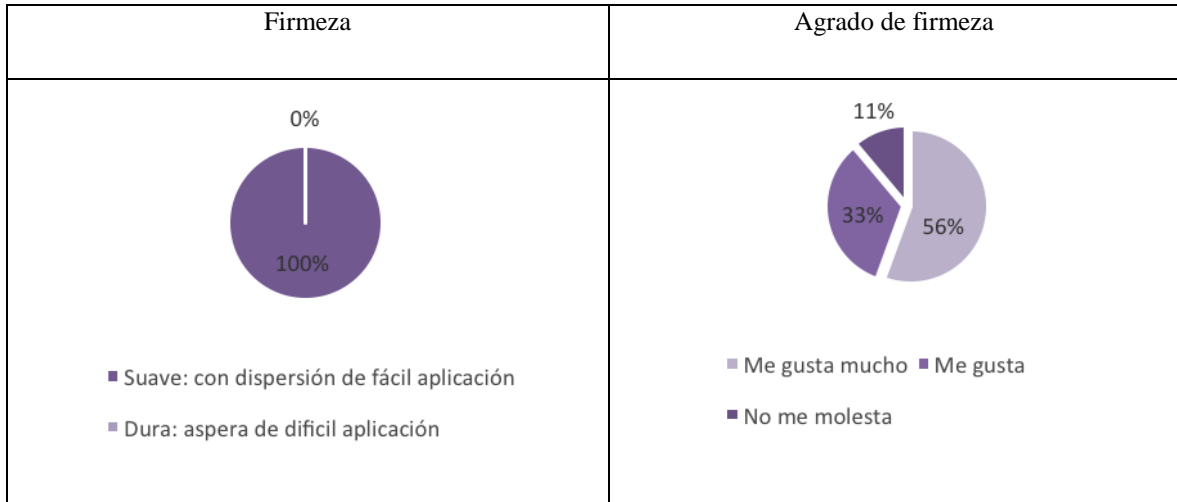 Firmeza
Agrado de firmeza
0%
100%
Suave: con dispersión de fácil aplicación
Dura: aspera de dificil aplicación
11%
33%
56%
Me gusta mucho Me gusta
No me molesta